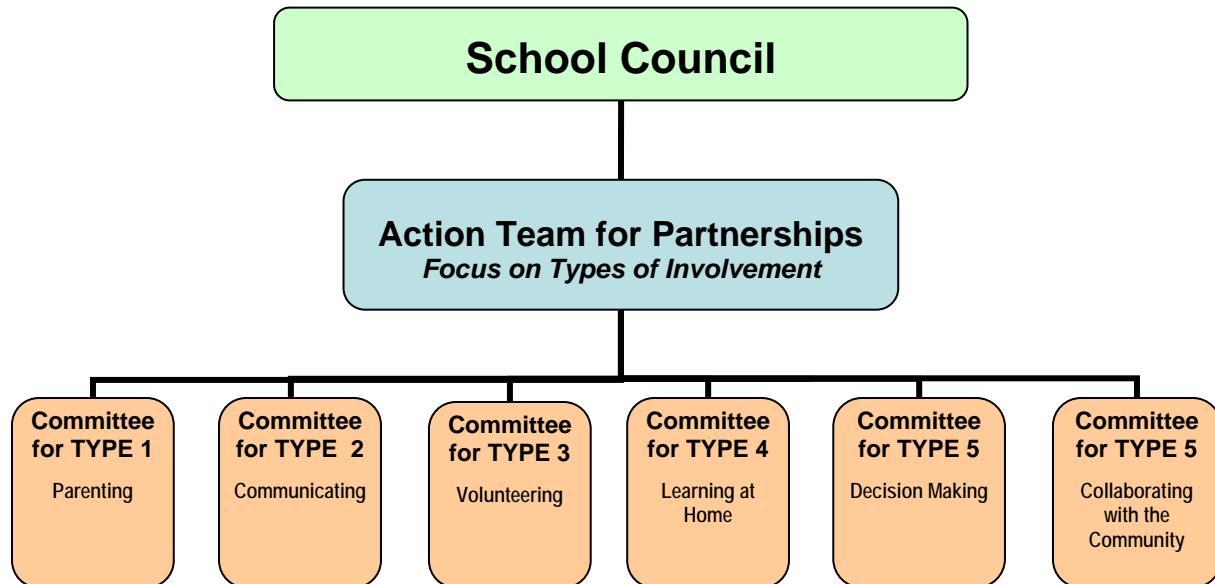 School Council
Action Team for Partnerships
Focus on Types of Involvement
Committee
for TYPE 1
Parenting
Committee
for TYPE  2
Communicating
Committee
for TYPE 3
Volunteering
Committee
for TYPE 4
Learning at
Home
Committee
for TYPE 5
Decision Making
Committee
for TYPE 5
Collaborating
with the
Community